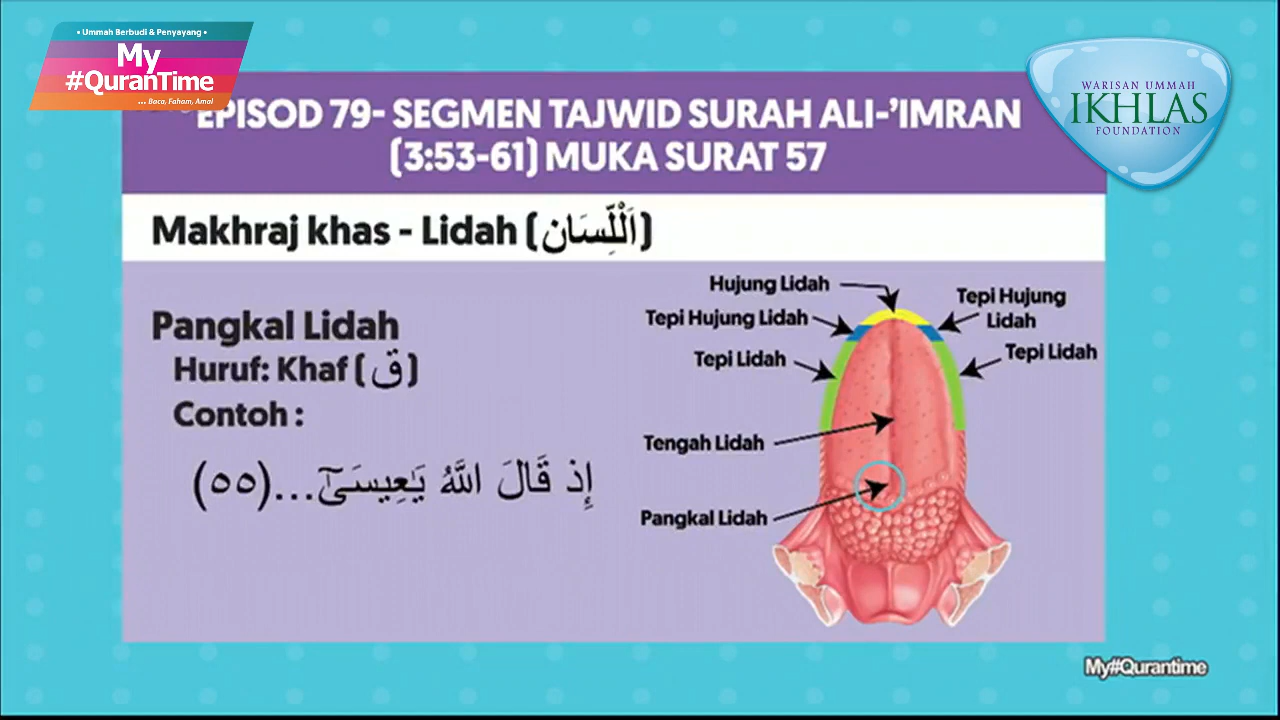 • Ummah Berbudi & Penyayang •
My
#QuranTime
... Baca, Faham, Amal
WARISAN UMMAH
IKHLAS
FOUNDATION
EPISOD 79- SEGMEN TAJWID SURAH ALI-'IMRAN
(3:53-61) MUKA SURAT 57
Makhraj khas - Lidah (اَلْلِّسَان)
Pangkal Lidah
Huruf: Khaf (ق)
Contoh :
إِذ قَالَ اللَّهُ يَٰعِيسَىٰٓ...(٥٥)
Hujung Lidah
Tepi Hujung Lidah
Tepi Hujung
Lidah
Tepi Lidah
Tepi Lidah
Tengah Lidah
Pangkal Lidah
My#Qurantime